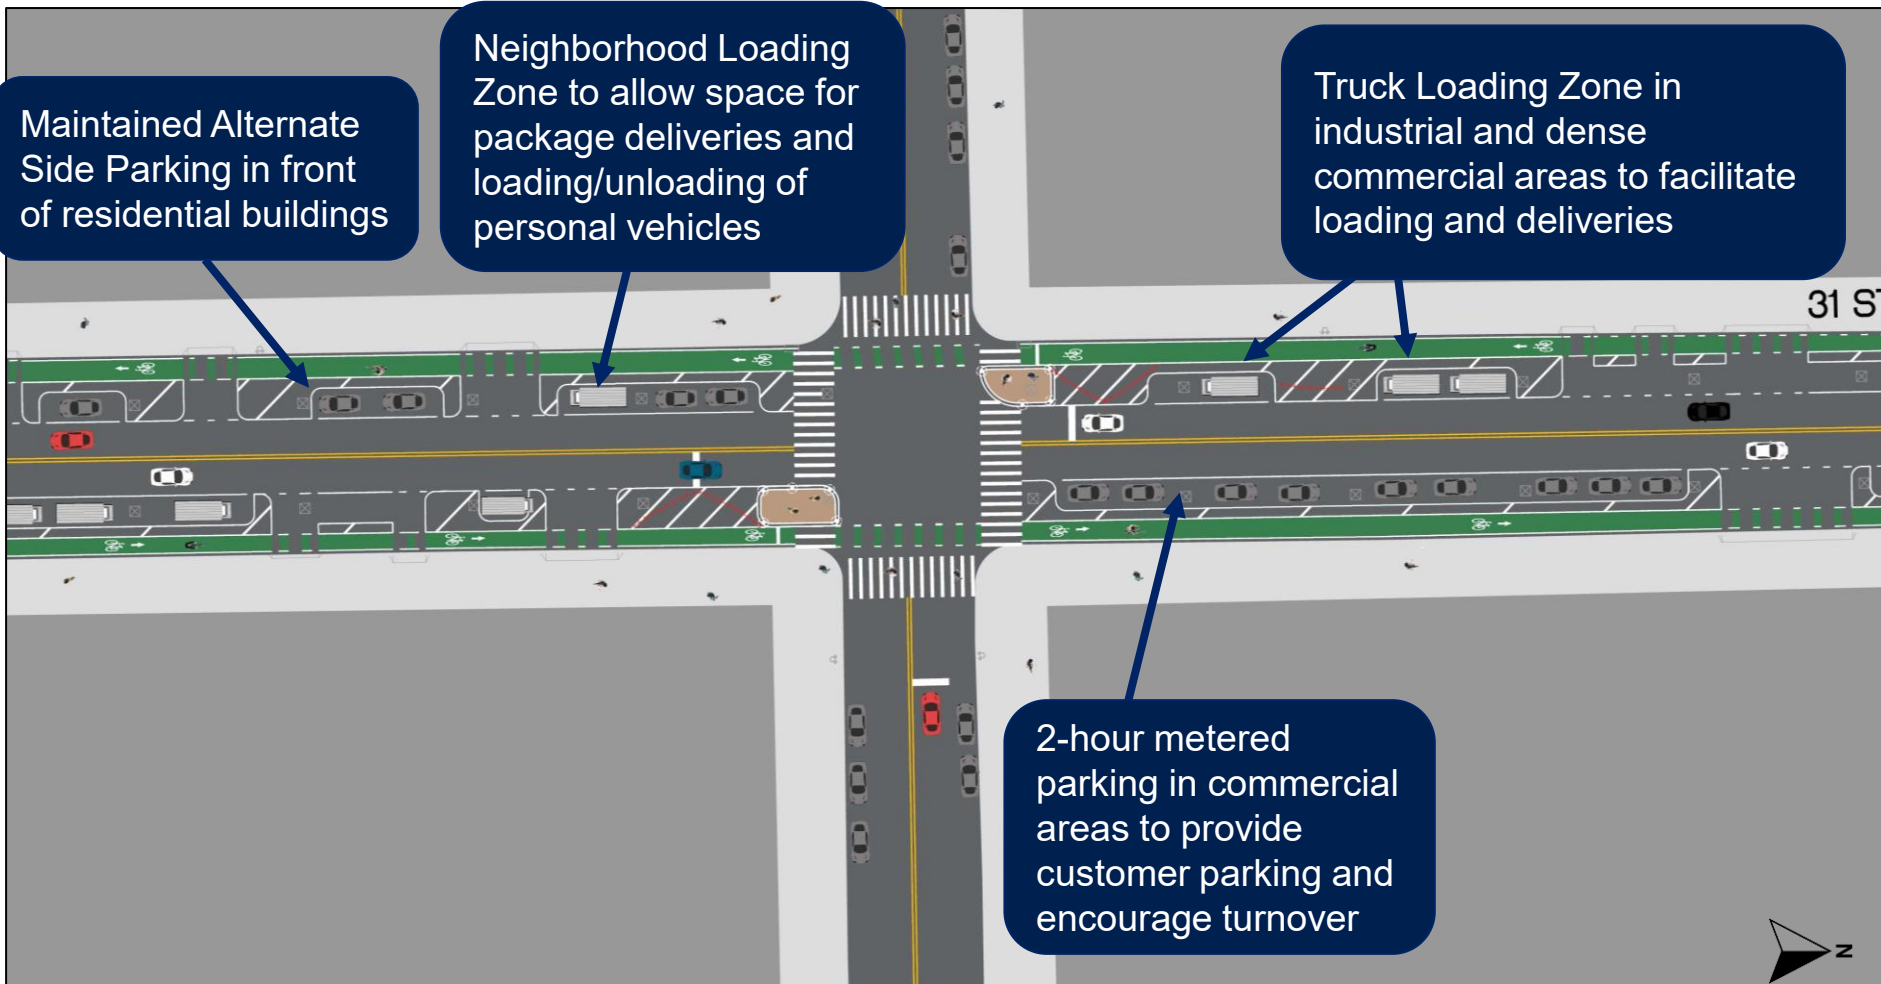 Maintained Alternate
Side Parking in front
of residential buildings
Neighborhood Loading
Zone to allow space for
package deliveries and
loading/unloading of
personal vehicles
Truck Loading Zone in
industrial and dense
commercial areas to facilitate
loading and deliveries
31 ST
2-hour metered
parking in commercial
areas to provide
customer parking and
encourage turnover
N